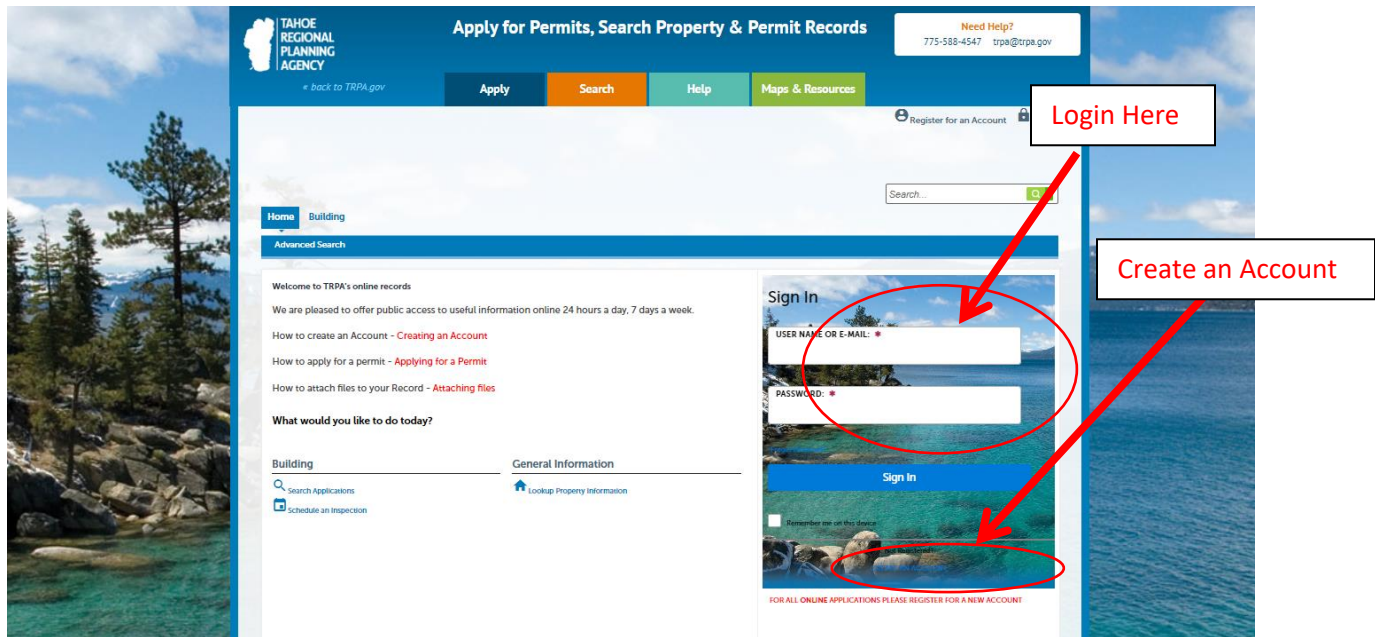 TAHOE
REGIONAL
PLANNING
AGENCY
Apply for Permits, Search Property & Permit Records
Need Help?
775-588-4547 trpa@trpa.gov
« back to TRPA.gov
Apply Search Help Maps & Resources
Login Here
Register for an Account
Search...
Home Building
Advanced Search
Create an Account
Welcome to TRPA's online records
We are pleased to offer public access to useful information online 24 hours a day, 7 days a week.
How to create an Account - Creating an Account
How to apply for a permit - Applying for a Permit
How to attach files to your Record - Attaching files
What would you like to do today?
Building
Search Applications
Schedule an Inspection
General Information
Lookup Property Information
Sign In
USER NAME OR E-MAIL: *
PASSWORD: *
Sign In
Remember me on this device
Not Registered
FOR ALL ONLINE APPLICATIONS PLEASE REGISTER FOR A NEW ACCOUNT